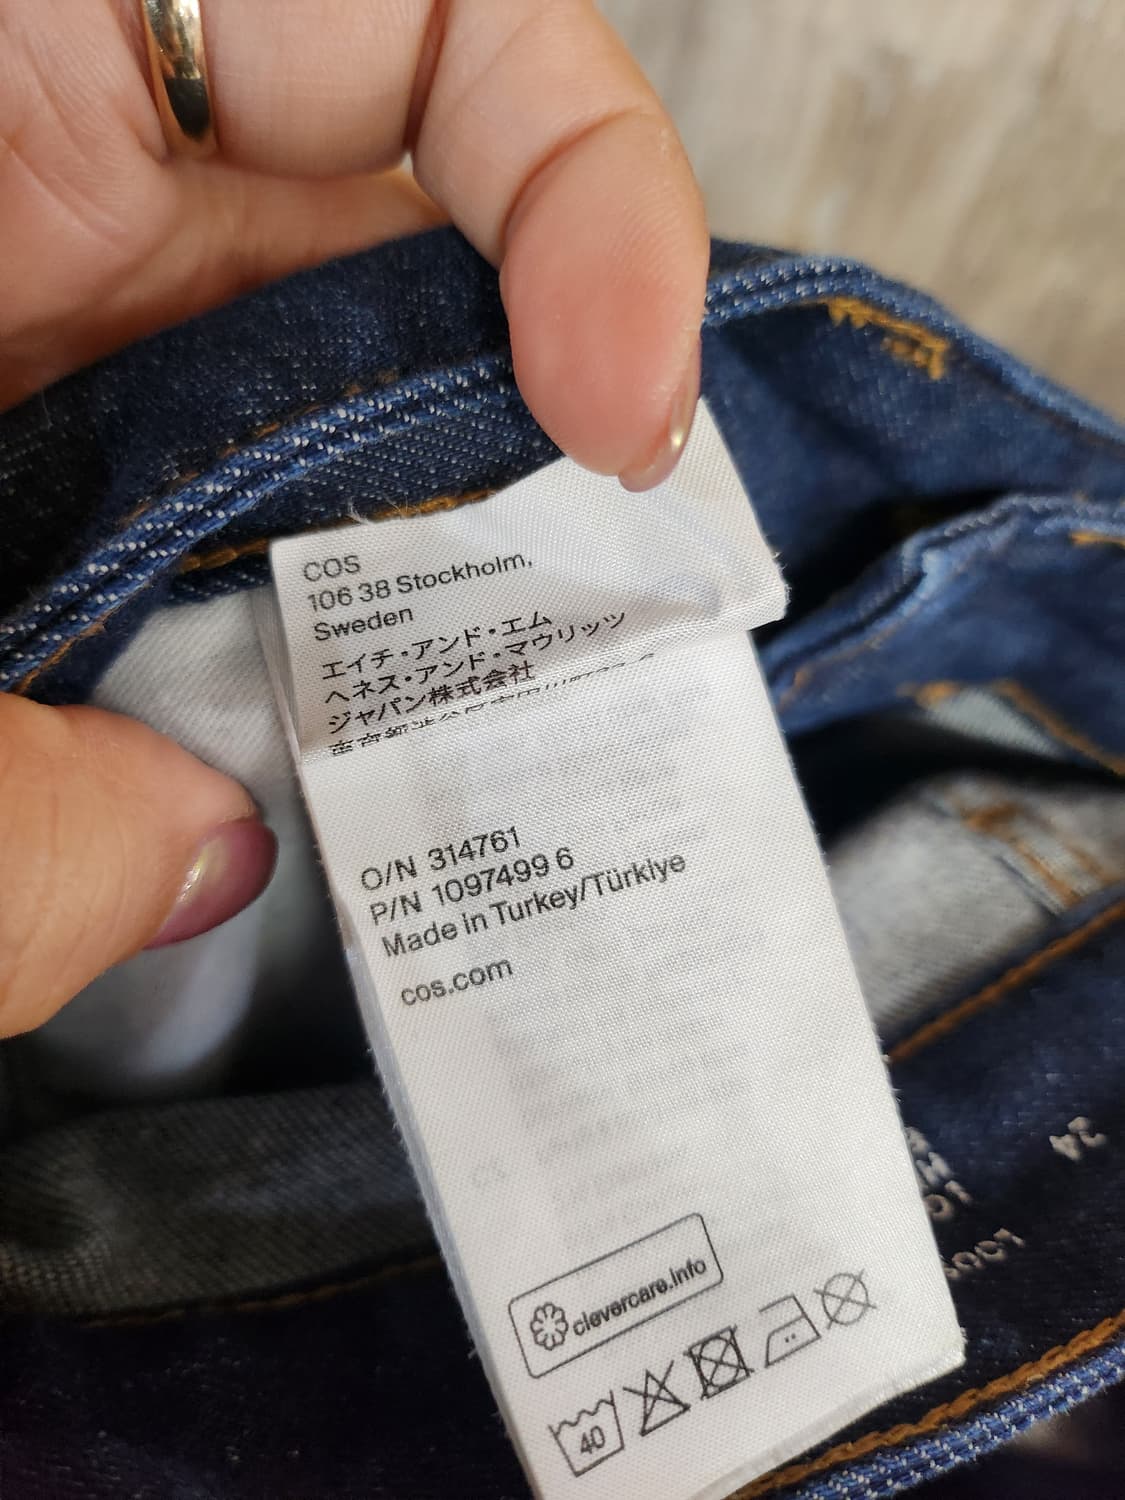 COS
106 38 Stockholm,
Sweden
エイチ・アンド・エム
ヘネス・アンド・マウリッツ
ジャパン株式会社
O/N 314761
P/N 1097499 6
Made in Turkey/Türkiye
cos.com
clevercare.info
40